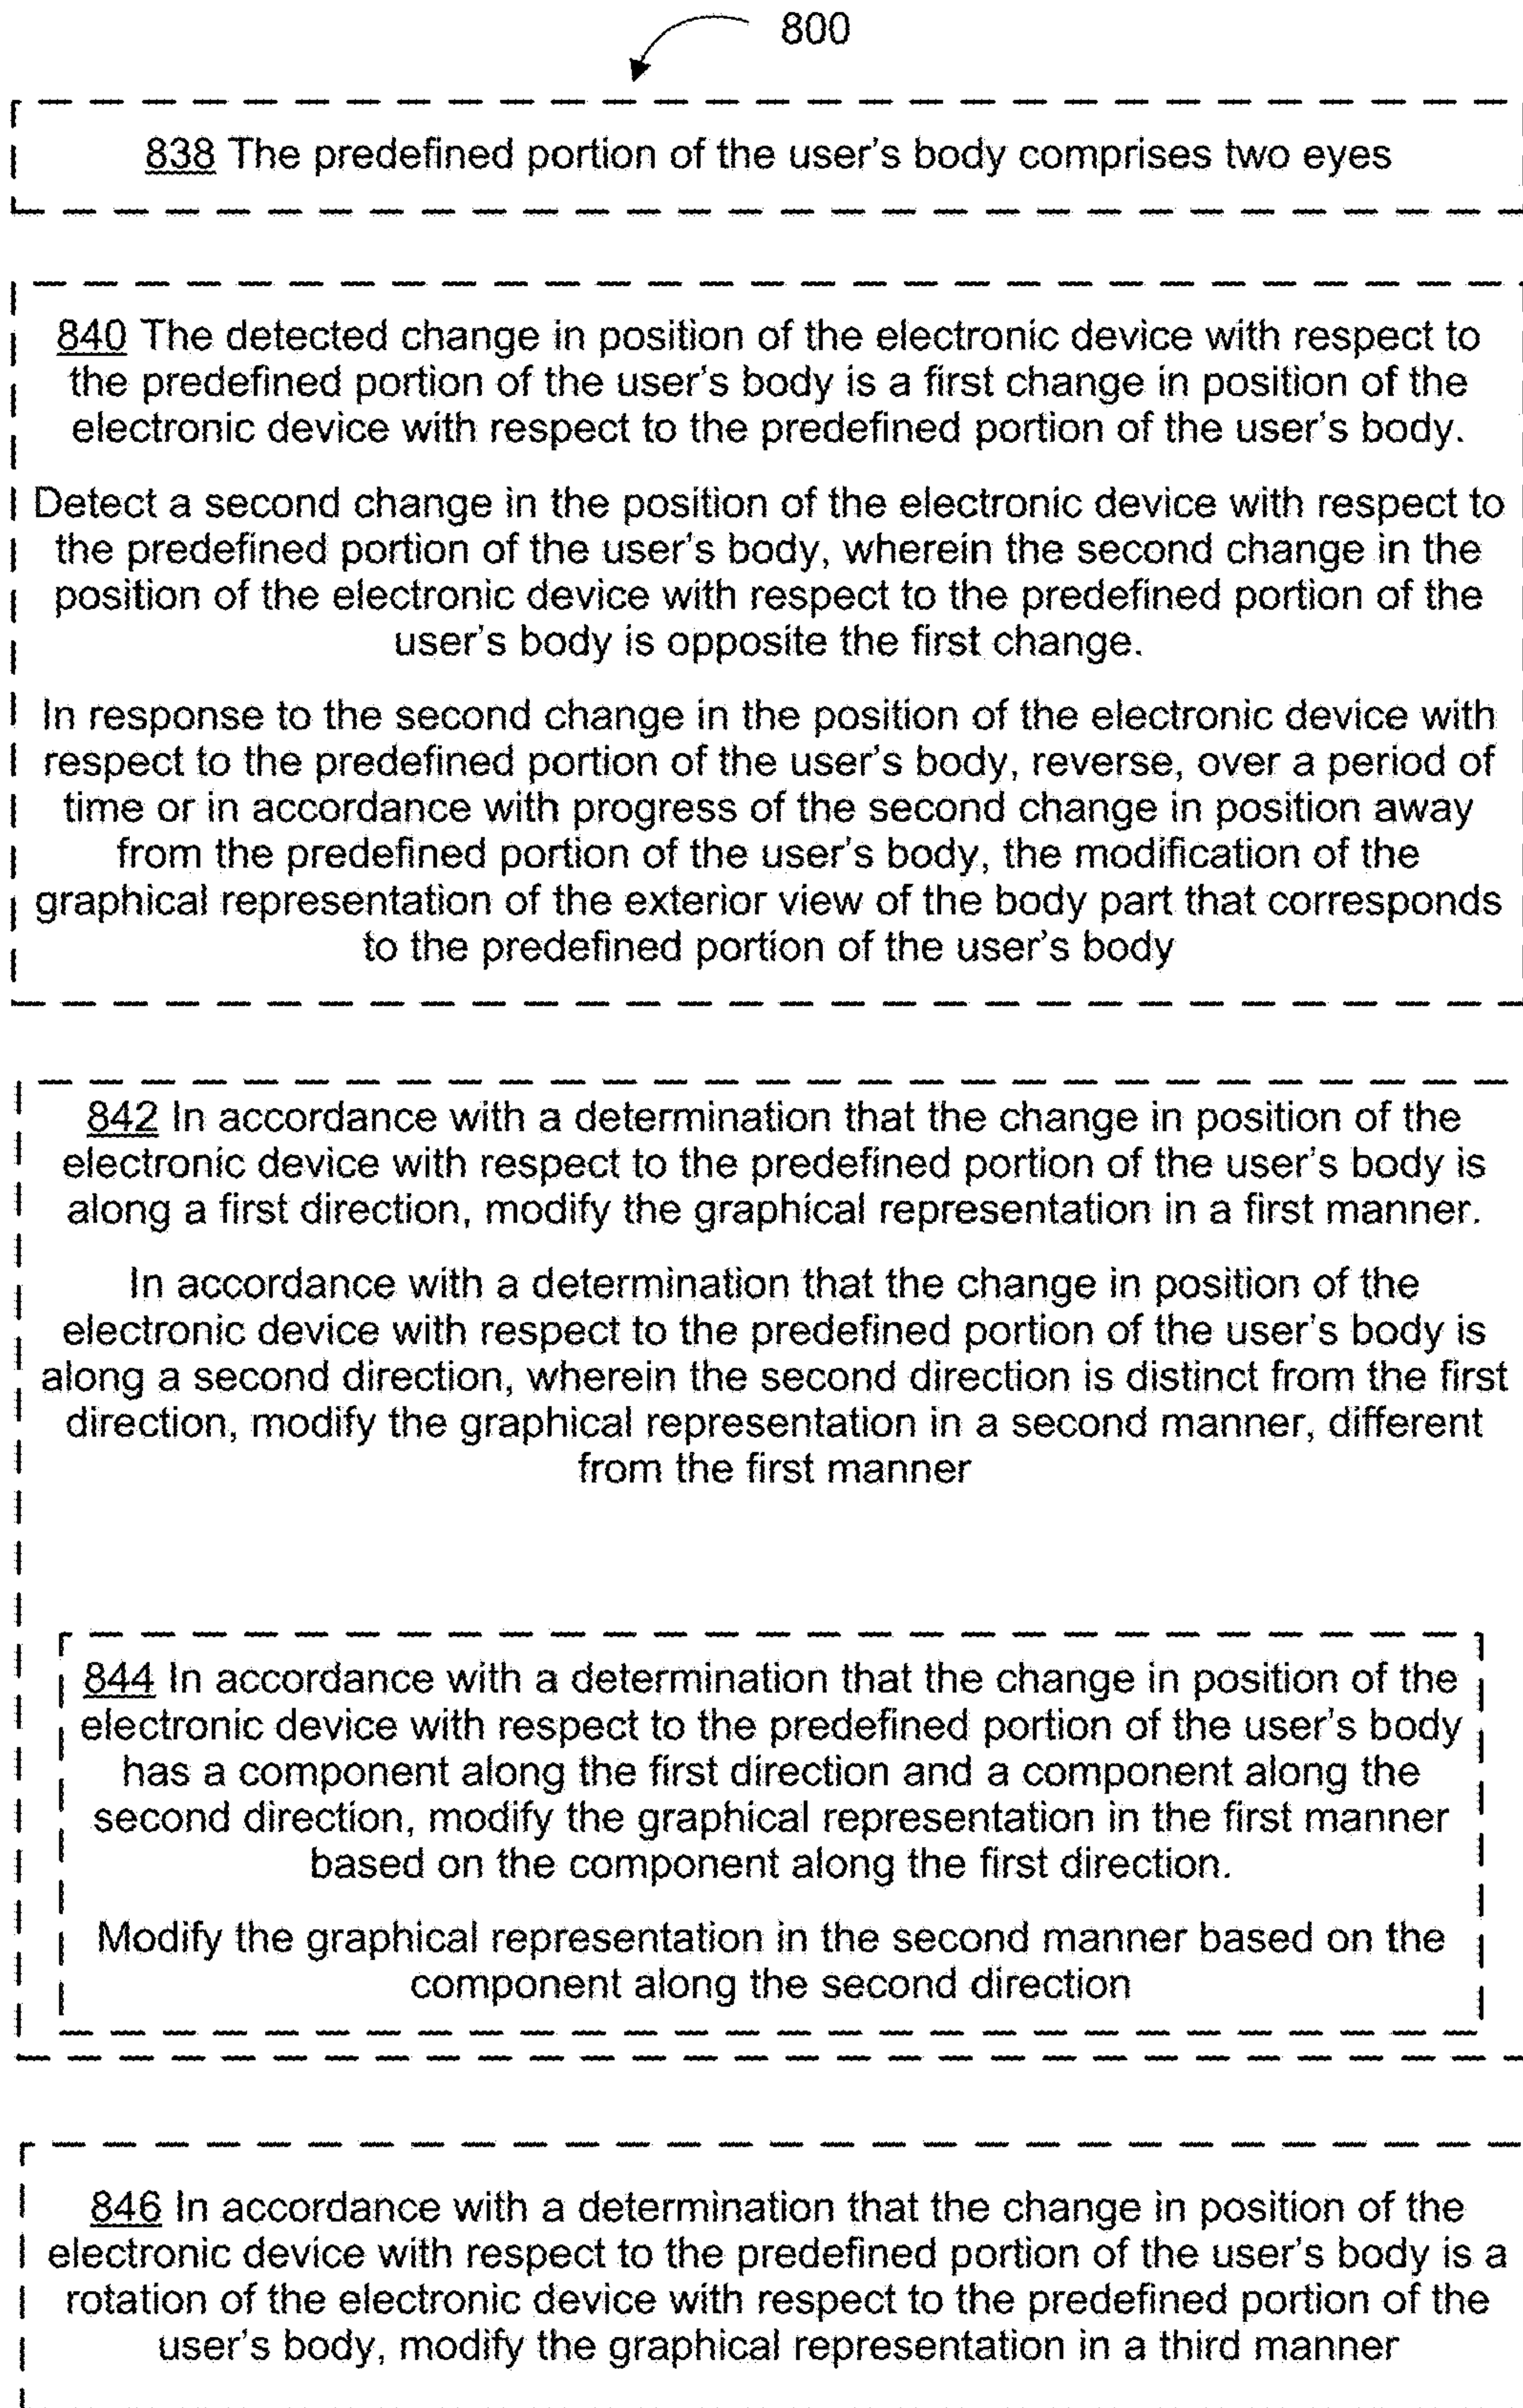 800
838 The predefined portion of the user's body comprises two eyes
840 The detected change in position of the electronic device with respect to
the predefined portion of the user's body is a first change in position of the
electronic device with respect to the predefined portion of the user's body.
Detect a second change in the position of the electronic device with respect to
the predefined portion of the user's body, wherein the second change in the
position of the electronic device with respect to the predefined portion of the
user's body is opposite the first change.
In response to the second change in the position of the electronic device with
respect to the predefined portion of the user's body, reverse, over a period of
time or in accordance with progress of the second change in position away
from the predefined portion of the user's body, the modification of the
graphical representation of the exterior view of the body part that corresponds
to the predefined portion of the user's body
842 In accordance with a determination that the change in position of the
electronic device with respect to the predefined portion of the user's body is
along a first direction, modify the graphical representation in a first manner.
In accordance with a determination that the change in position of the
electronic device with respect to the predefined portion of the user's body is
along a second direction, wherein the second direction is distinct from the first
direction, modify the graphical representation in a second manner, different
from the first manner
844 In accordance with a determination that the change in position of the
electronic device with respect to the predefined portion of the user's body
has a component along the first direction and a component along the
second direction, modify the graphical representation in the first manner
based on the component along the first direction.
Modify the graphical representation in the second manner based on the
component along the second direction
846 In accordance with a determination that the change in position of the
electronic device with respect to the predefined portion of the user's body is a
rotation of the electronic device with respect to the predefined portion of the
user's body, modify the graphical representation in a third manner